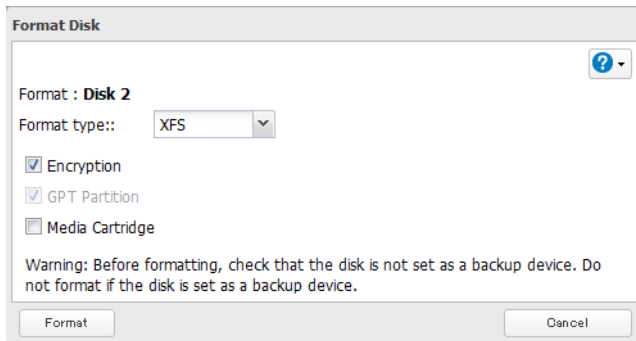 Format Disk
?
Format : Disk 2
Format type:: XFS
Encryption
GPT Partition
Media Cartridge
Warning: Before formatting, check that the disk is not set as a backup device. Do
not format if the disk is set as a backup device.
Format Cancel